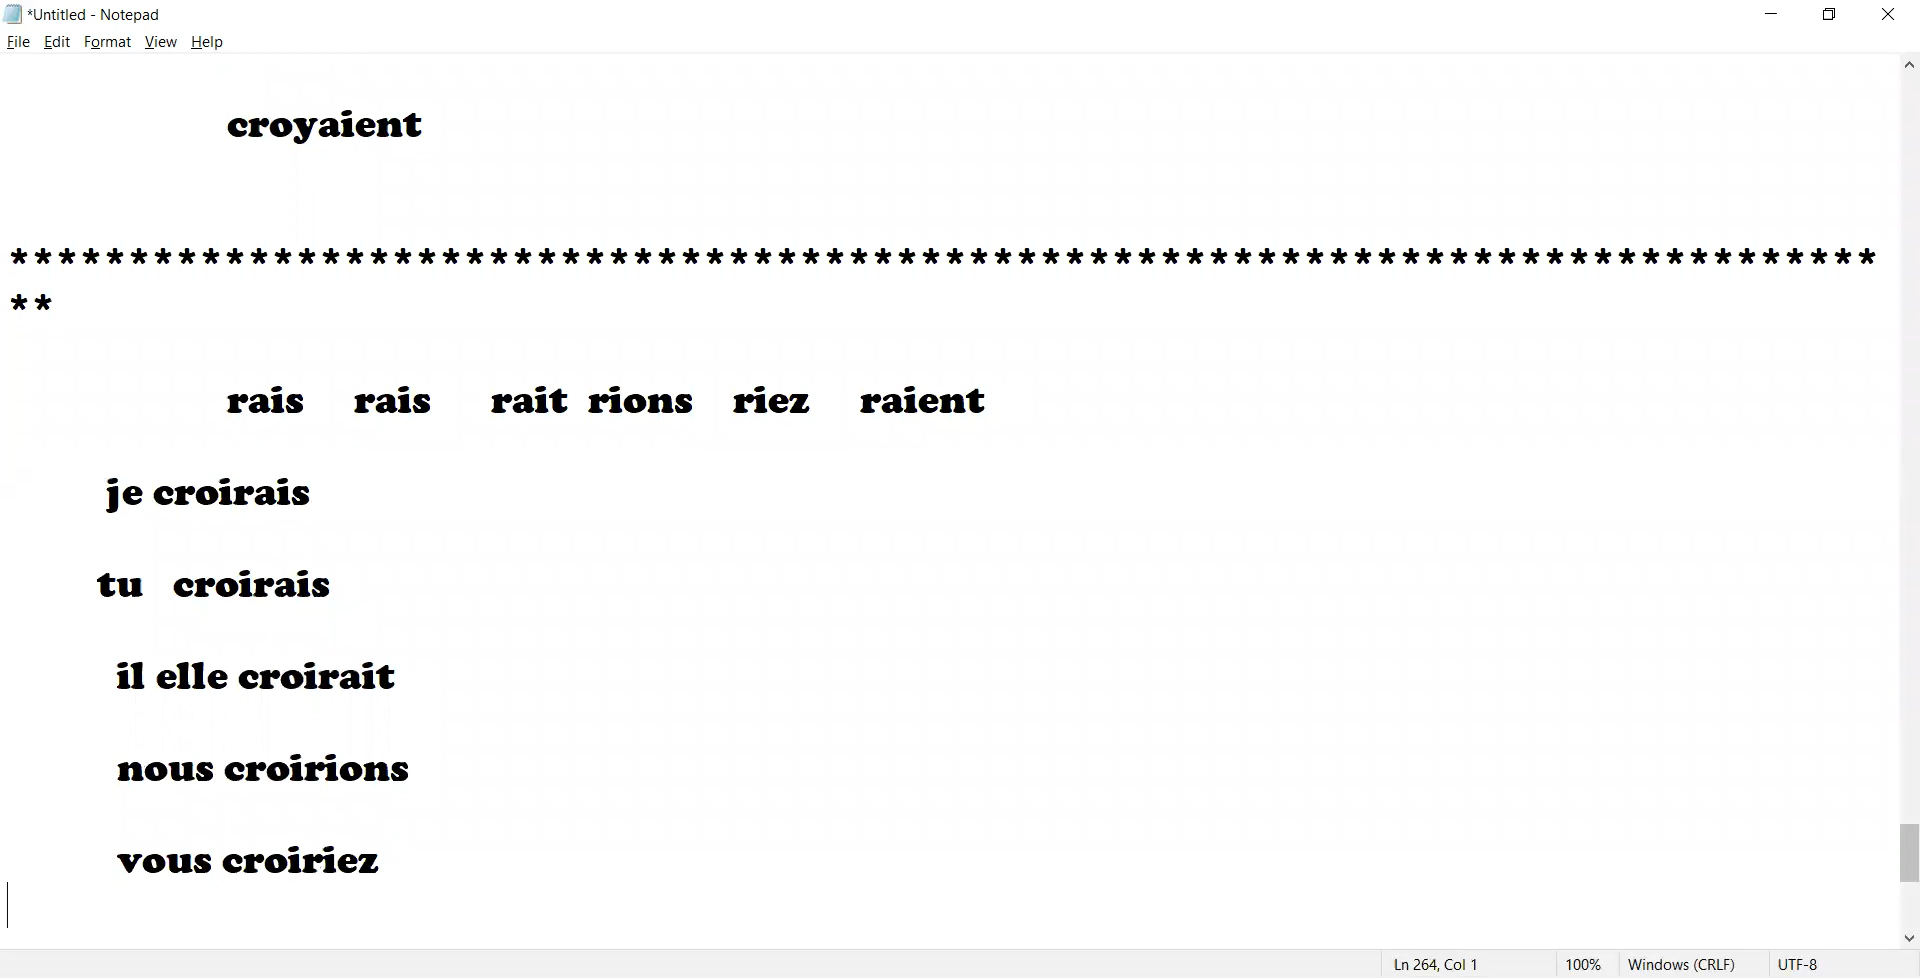 *Untitled - Notepad
File Edit Format View Help
croyaient
******************************************************************************
**
rais rais rait rions riez raient
je croirais
tu croirais
il elle croirait
nous croirions
vous croiriez
Ln 264, Col 1 100% Windows (CRLF) UTF-8